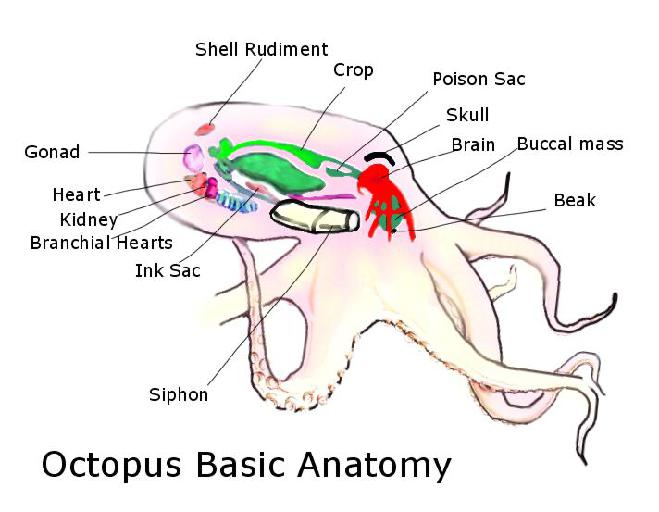 Shell Rudiment
Crop
Poison Sac
Skull
Brain
Buccal mass
Gonad
Heart
Beak
Kidney
Branchial Hearts
Ink Sac
Siphon
Octopus Basic Anatomy